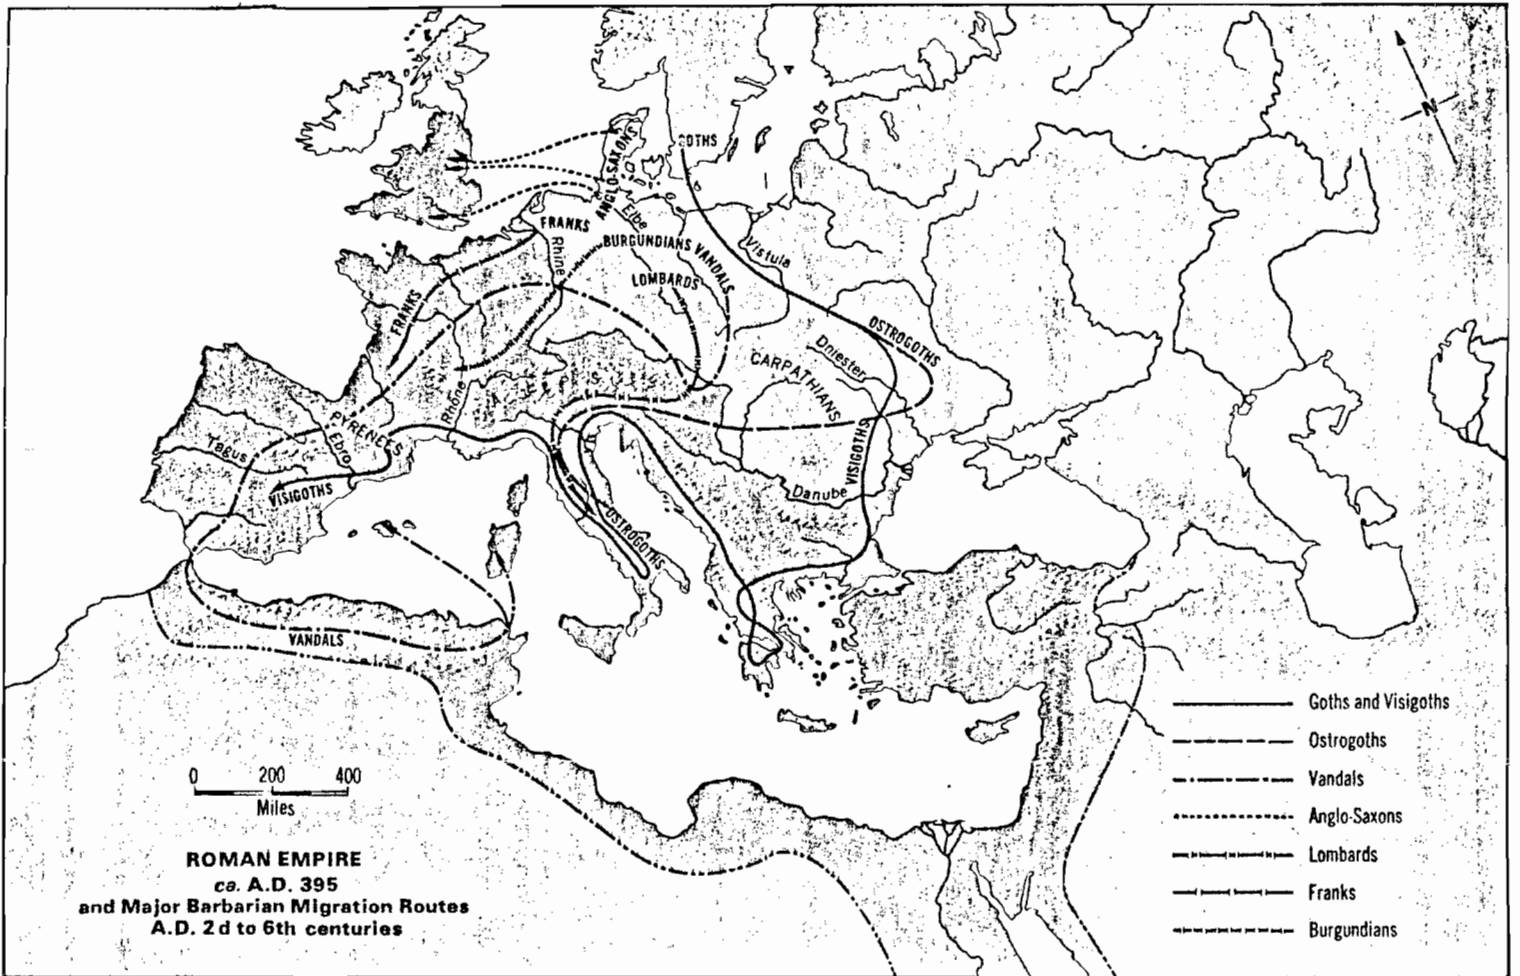 GOTHS
ANGLO-SAXONS
Elbe
FRANKS
Rhine
BURGUNDIANS
VANDALS
LOMBARDS
Vistula
FRANKS
OSTROGOTHS
Dniester
CARPATHIANS
Rhône
PYRENEES
Ebro
Tagus
VISIGOTHS
VISIGOTHS
Danube
OSTROGOTHS
VANDALS
N
0 200 400
Miles
ROMAN EMPIRE
ca. A.D. 395
and Major Barbarian Migration Routes
A.D. 2d to 6th centuries
Goths and Visigoths
Ostrogoths
Vandals
Anglo-Saxons
Lombards
Franks
Burgundians